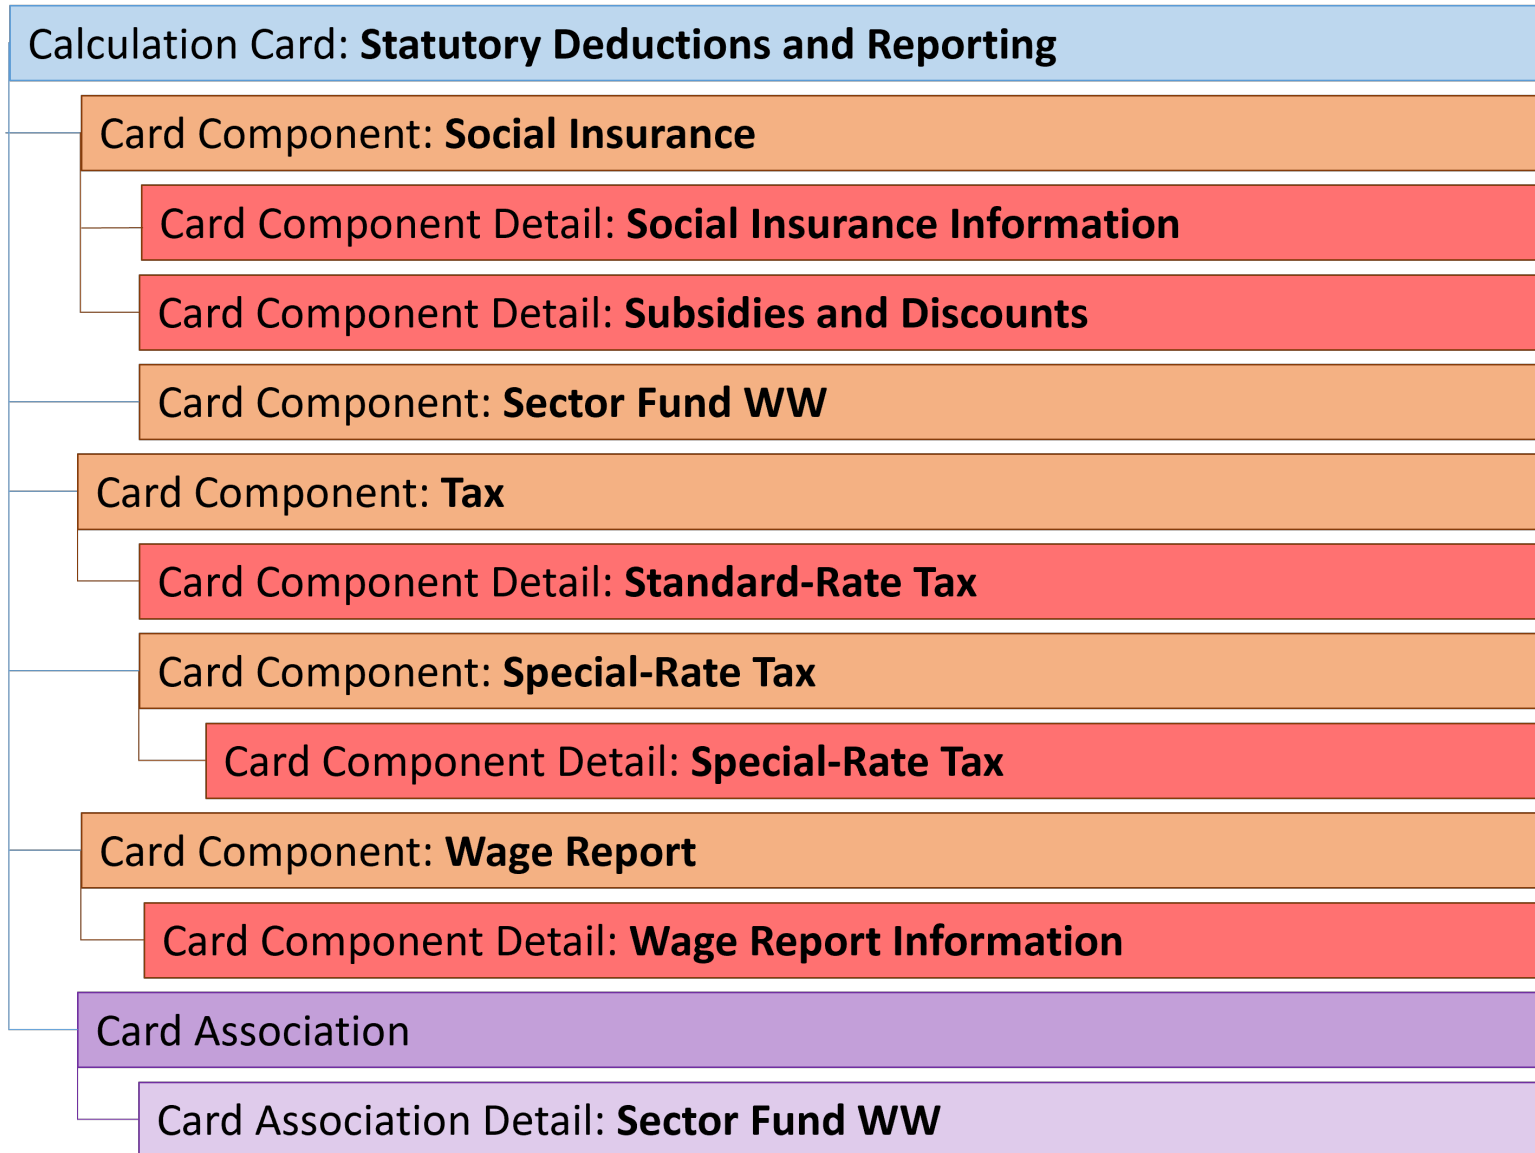 Calculation Card: Statutory Deductions and Reporting
Card Component: Social Insurance
Card Component Detail: Social Insurance Information
Card Component Detail: Subsidies and Discounts
Card Component: Sector Fund WW
Card Component: Tax
Card Component Detail: Standard-Rate Tax
Card Component: Special-Rate Tax
Card Component Detail: Special-Rate Tax
Card Component: Wage Report
Card Component Detail: Wage Report Information
Card Association
Card Association Detail: Sector Fund WW